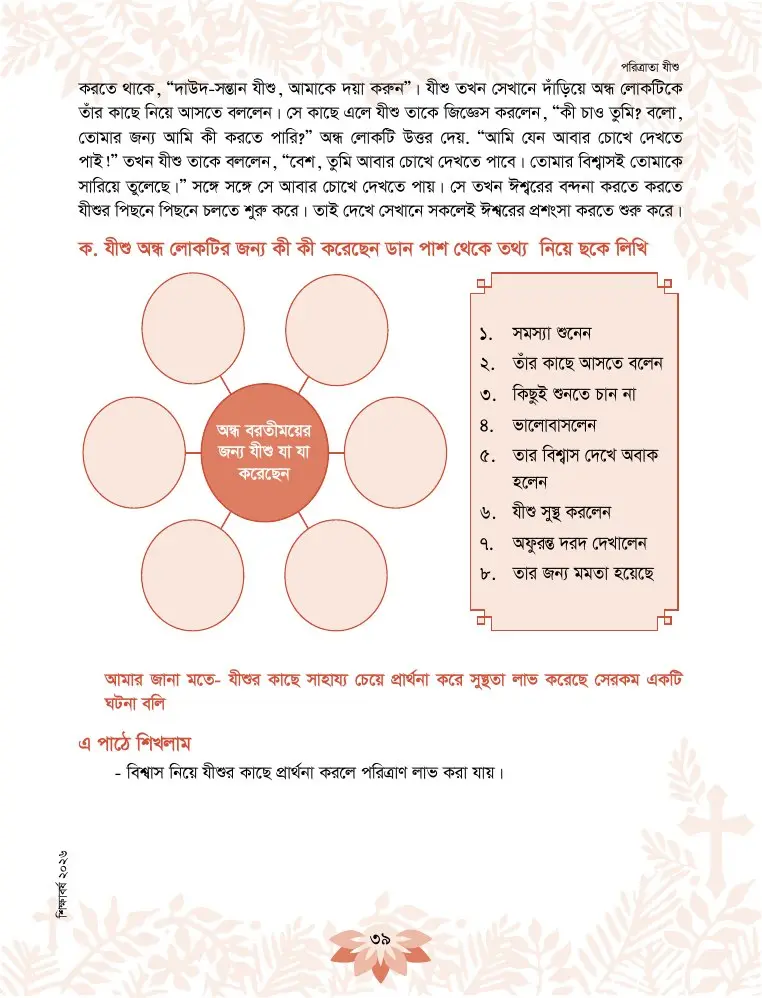 পরিত্রাতা যীশু
করতে থাকে, “দাউদ-সন্তান যীশু, আমাকে দয়া করুন”। যীশু তখন সেখানে দাঁড়িয়ে অন্ধ লোকটিকে
তাঁর কাছে নিয়ে আসতে বললেন। সে কাছে এলে যীশু তাকে জিজ্ঞেস করলেন, “কী চাও তুমি? বলো,
তোমার জন্য আমি কী করতে পারি?” অন্ধ লোকটি উত্তর দেয়. “আমি যেন আবার চোখে দেখতে
পাই!” তখন যীশু তাকে বললেন, “বেশ, তুমি আবার চোখে দেখতে পাবে। তোমার বিশ্বাসই তোমাকে
সারিয়ে তুলেছে।” সঙ্গে সঙ্গে সে আবার চোখে দেখতে পায়। সে তখন ঈশ্বরের বন্দনা করতে করতে
যীশুর পিছনে পিছনে চলতে শুরু করে। তাই দেখে সেখানে সকলেই ঈশ্বরের প্রশংসা করতে শুরু করে।
ক. যীশু অন্ধ লোকটির জন্য কী কী করেছেন ডান পাশ থেকে তথ্য নিয়ে ছকে লিখি
অন্ধ বরতীময়ের
জন্য যীশু যা যা
করেছেন
১. সমস্যা শুনেন
২. তাঁর কাছে আসতে বলেন
৩. কিছুই শুনতে চান না
৪. ভালোবাসলেন
৫. তার বিশ্বাস দেখে অবাক
হলেন
৬. যীশু সুস্থ করলেন
৭. অফুরন্ত দরদ দেখালেন
৮. তার জন্য মমতা হয়েছে
আমার জানা মতে- যীশুর কাছে সাহায্য চেয়ে প্রার্থনা করে সুস্থতা লাভ করেছে সেরকম একটি
ঘটনা বলি
এ পাঠে শিখলাম
- বিশ্বাস নিয়ে যীশুর কাছে প্রার্থনা করলে পরিত্রাণ লাভ করা যায়।
শিক্ষাবর্ষ ২০২৬
৩৯